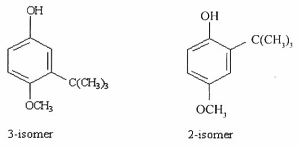 OH
C(CH₃)₃
OCH₃
3-isomer
OH
C(CH₃)₃
OCH₃
2-isomer